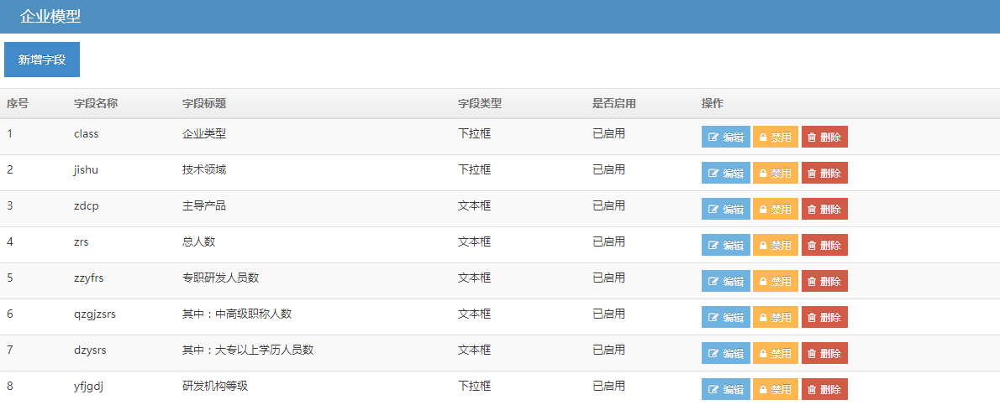 企业模型
新增字段
序号 字段名称 字段标题 字段类型 是否启用 操作
1 class 企业类型 下拉框 已启用 编辑 禁用 删除
2 jishu 技术领域 下拉框 已启用 编辑 禁用 删除
3 zdcp 主导产品 文本框 已启用 编辑 禁用 删除
4 zrs 总人数 文本框 已启用 编辑 禁用 删除
5 zzyfrs 专职研发人员数 文本框 已启用 编辑 禁用 删除
6 qzgjzsrs 其中：中高级职称人数 文本框 已启用 编辑 禁用 删除
7 dzysrs 其中：大专以上学历人员数 文本框 已启用 编辑 禁用 删除
8 yfjgdj 研发机构等级 下拉框 已启用 编辑 禁用 删除